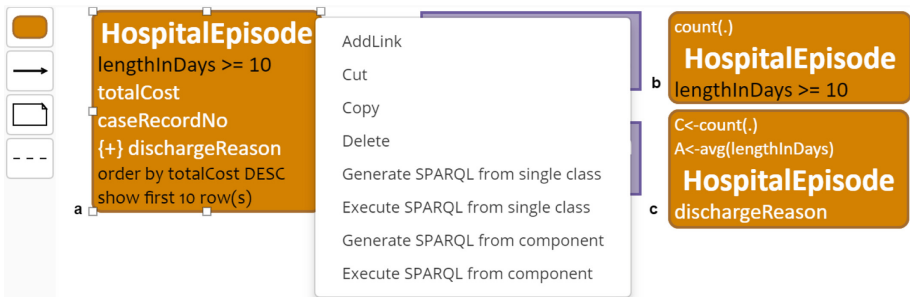 HospitalEpisode
lengthInDays >= 10
totalCost
caseRecordNo
{+} dischargeReason
order by totalCost DESC
show first 10 row(s)
a
AddLink
Cut
Copy
Delete
Generate SPARQL from single class
Execute SPARQL from single class
Generate SPARQL from component
Execute SPARQL from component
count(.)
HospitalEpisode
lengthInDays >= 10
b
C<-count(.)
A<-avg(lengthInDays)
HospitalEpisode
dischargeReason
c